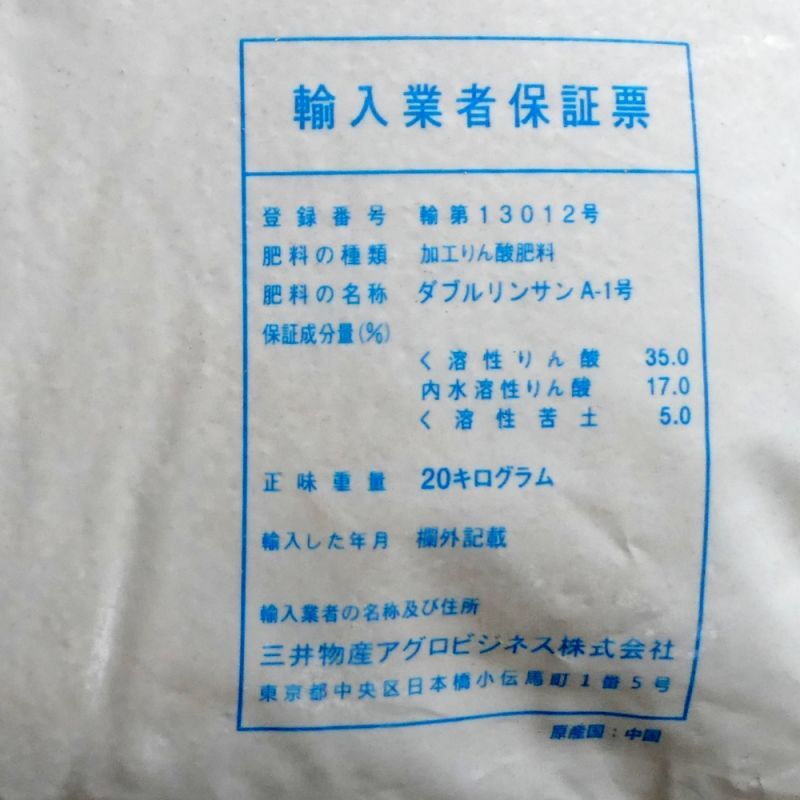 輸入業者保証票
登録番号 輸第13012号
肥料の種類 加工りん酸肥料
肥料の名称 ダブルリンサンA-1号
保証成分量(%)
く溶性りん酸 35.0
内水溶性りん酸 17.0
く溶性苦土 5.0
正味重量 20キログラム
輸入した年月 欄外記載
輸入業者の名称及び住所
三井物産アグロビジネス株式会社
東京都中央区日本橋小伝馬町1番5号
原産国:中国